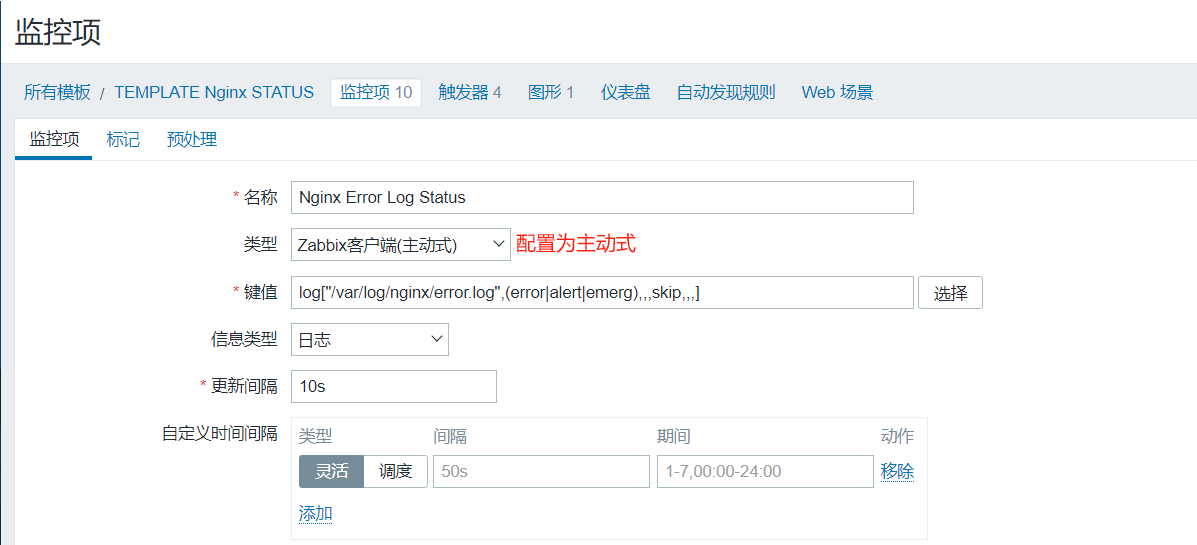 监控项
所有模板 / TEMPLATE Nginx STATUS 监控项 10 触发器 4 图形 1 仪表盘 自动发现规则 Web 场景
监控项 标记 预处理
* 名称 Nginx Error Log Status
类型 Zabbix客户端(主动式) 配置为主动式
* 键值 log["/var/log/nginx/error.log",(error|alert|emerg),,,skip,,,] 选择
信息类型 日志
* 更新间隔 10s
自定义时间间隔 类型 间隔 期间 动作
灵活 调度 50s 1-7,00:00-24:00 移除
添加